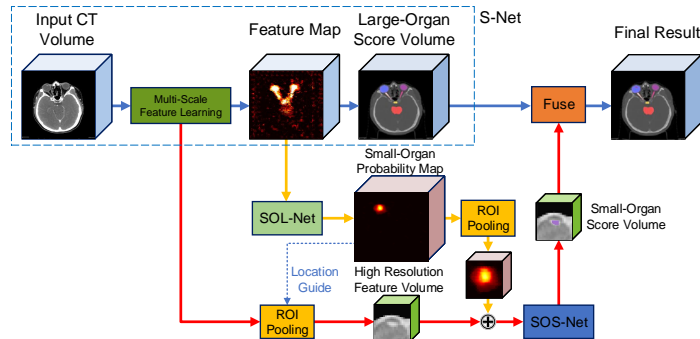 Input CT
Volume
Feature Map
Large-Organ
Score Volume
S-Net
Final Result
Multi-Scale
Feature Learning
Fuse
Small-Organ
Probability Map
SOL-Net
ROI
Pooling
Small-Organ
Score Volume
Location
Guide
High Resolution
Feature Volume
ROI
Pooling
SOS-Net